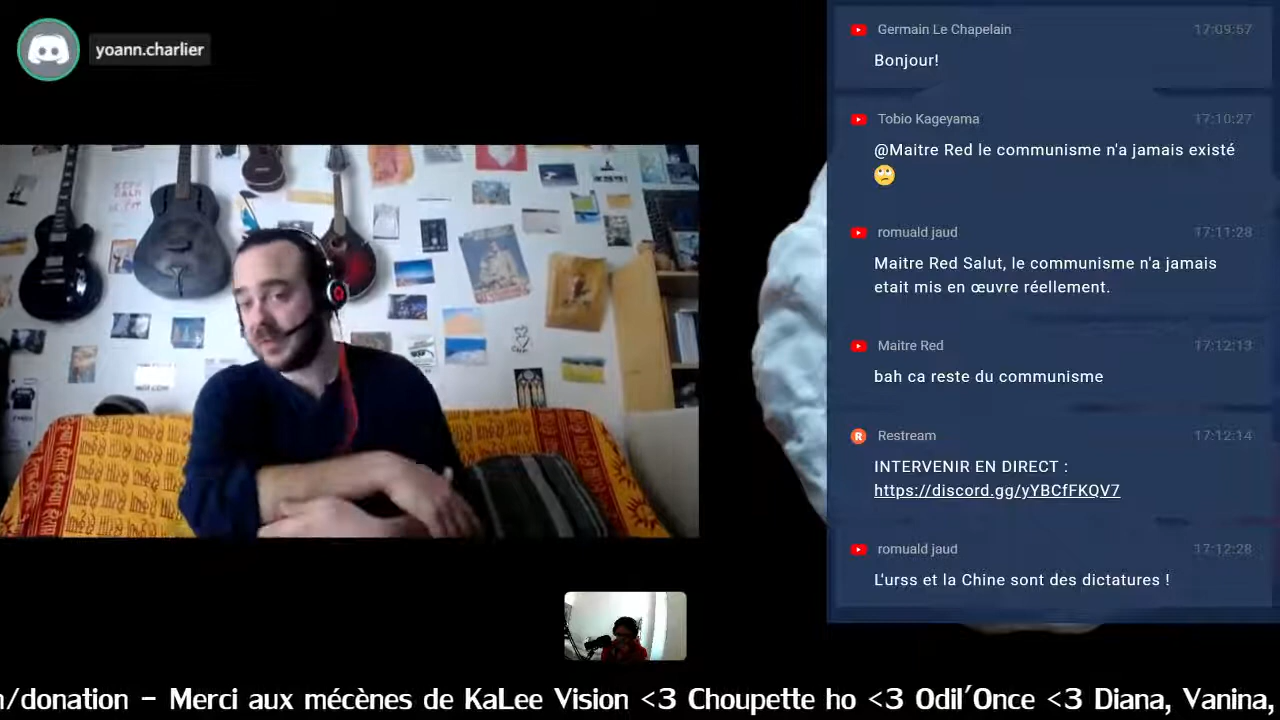 yoann.charlier
Germain Le Chapelain 17:09:57
Bonjour!
Tobio Kageyama 17:10:27
@Maitre Red le communisme n'a jamais existé
🙄
romuald jaud 17:11:28
Maitre Red Salut, le communisme n'a jamais
etait mis en œuvre réellement.
Maitre Red 17:12:13
bah ca reste du communisme
R Restream 17:12:14
INTERVENIR EN DIRECT :
https://discord.gg/yYBCfFKQV7
romuald jaud 17:12:28
L'urss et la Chine sont des dictatures !
/donation - Merci aux mécènes de KaLee Vision <3 Choupette ho <3 Odil'Once <3 Diana, Vanina,